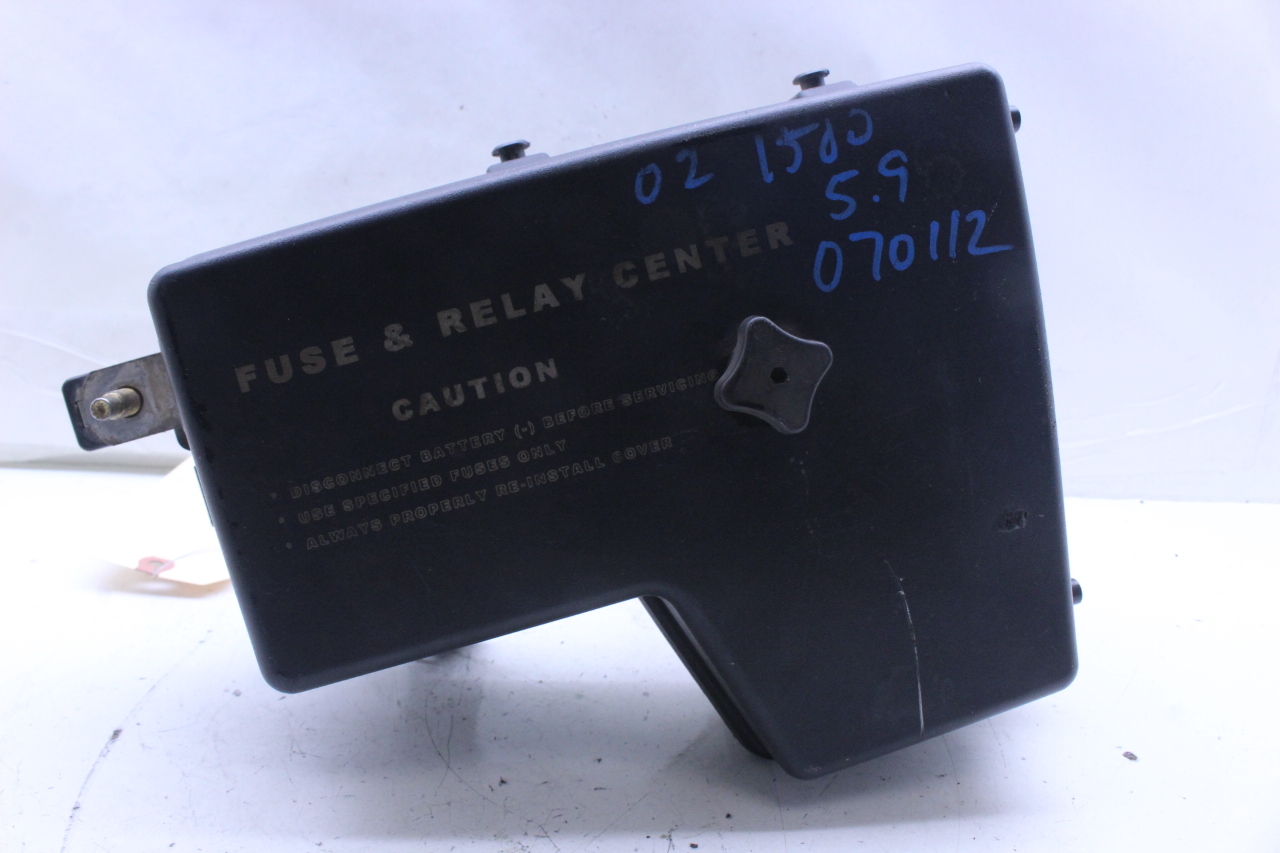 02 1500
5.9
070112
FUSE & RELAY CENTER
CAUTION
• DISCONNECT BATTERY (-) BEFORE SERVICING
• USE SPECIFIED FUSES ONLY
• ALWAYS PROPERLY RE-INSTALL COVER